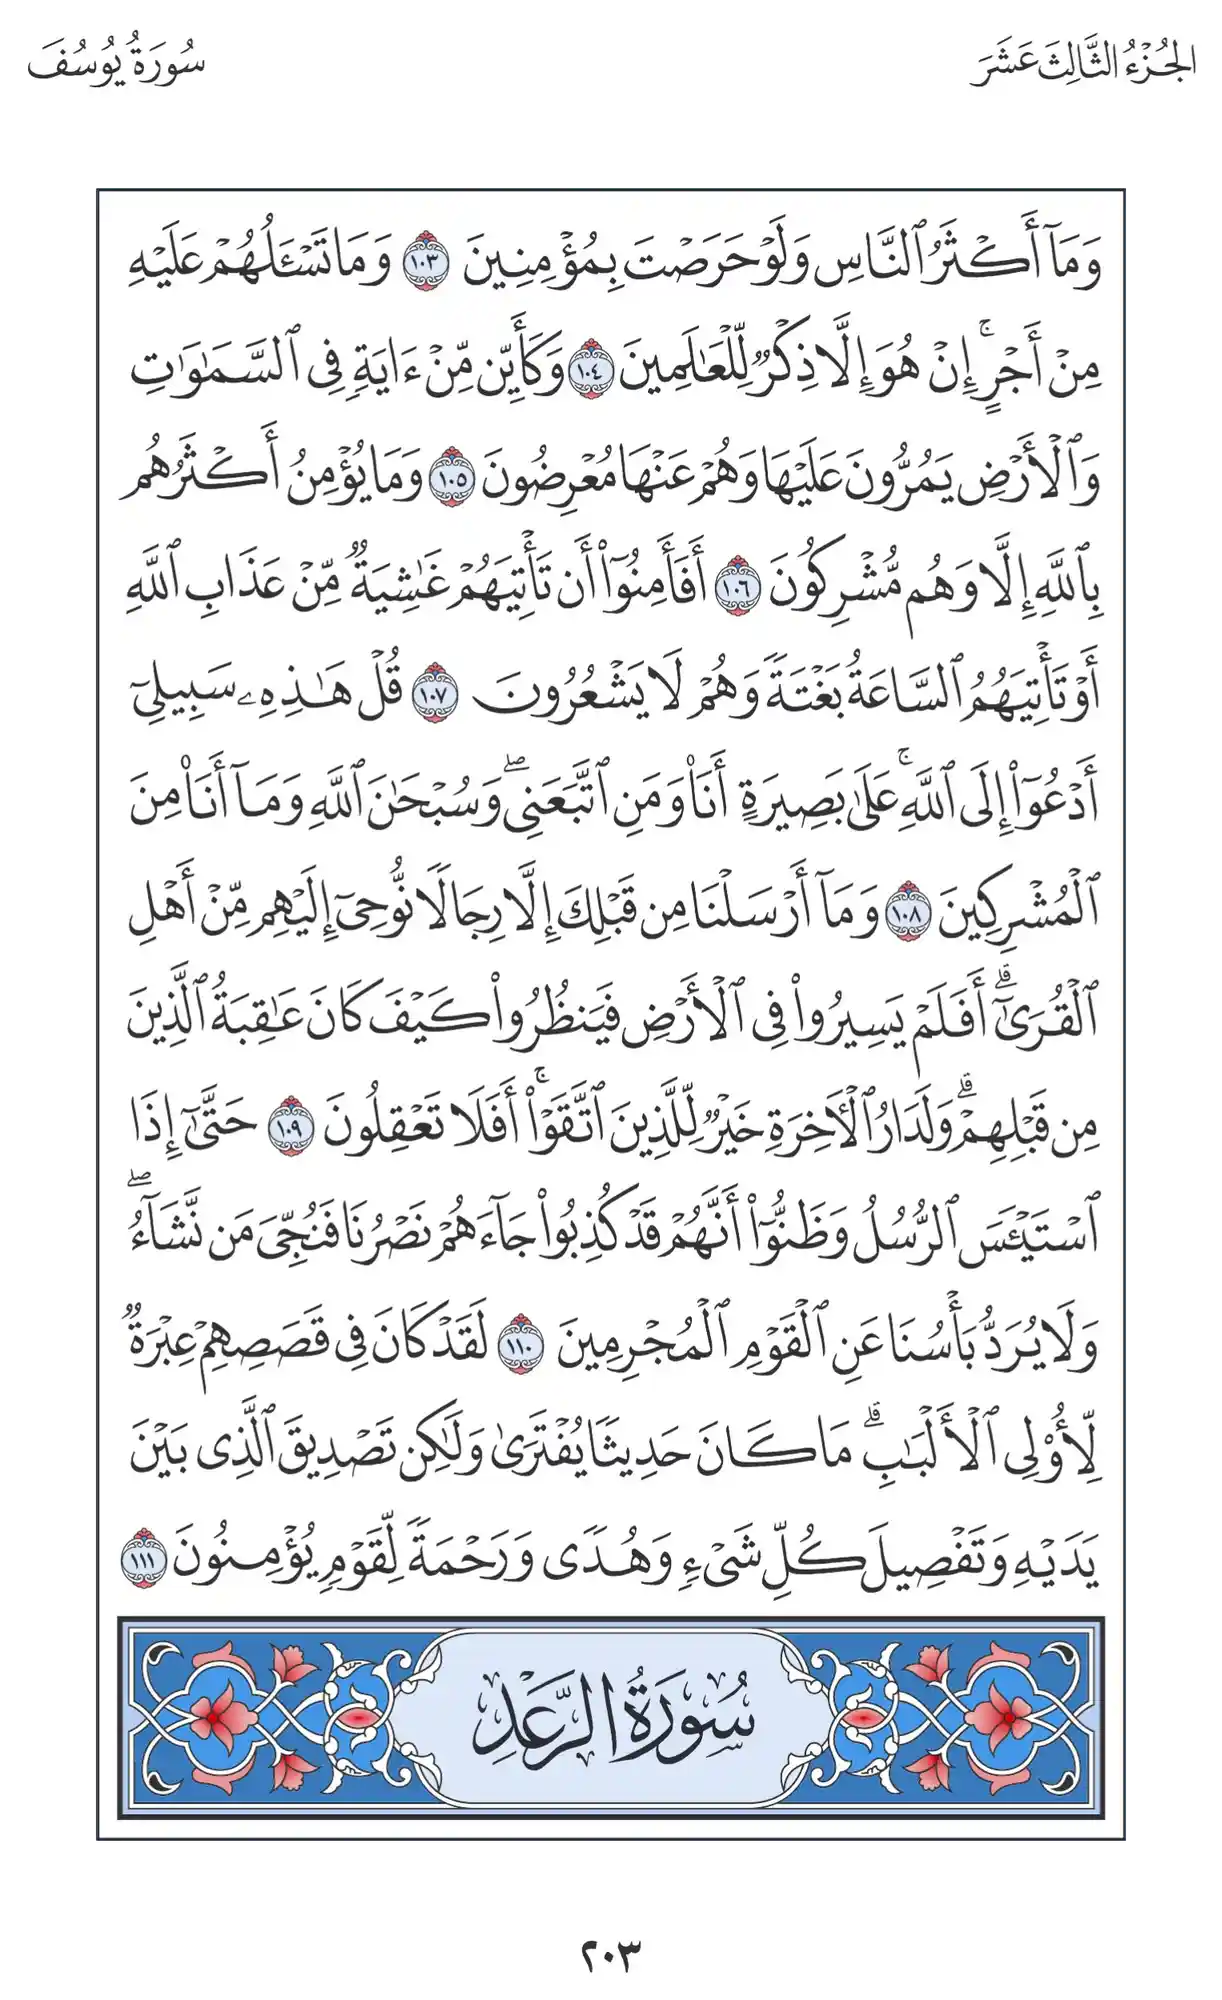 الجُزْءُ الثَّالِثَ عَشَرَ
سُورَةُ يُوسُفَ
وَمَآ أَكْثَرُ ٱلنَّاسِ وَلَوْ حَرَصْتَ بِمُؤْمِنِينَ ١٠٣ وَمَا تَسْـَٔلُهُمْ عَلَيْهِ
مِنْ أَجْرٍۚ إِنْ هُوَ إِلَّا ذِكْرٌ لِّلْعَٰلَمِينَ ١٠٤ وَكَأَيِّن مِّنْ ءَايَةٍ فِى ٱلسَّمَٰوَٰتِ
وَٱلْأَرْضِ يَمُرُّونَ عَلَيْهَا وَهُمْ عَنْهَا مُعْرِضُونَ ١٠٥ وَمَا يُؤْمِنُ أَكْثَرُهُم
بِٱللَّهِ إِلَّا وَهُم مُّشْرِكُونَ ١٠٦ أَفَأَمِنُوٓا۟ أَن تَأْتِيَهُمْ غَٰشِيَةٌ مِّنْ عَذَابِ ٱللَّهِ
أَوْ تَأْتِيَهُمُ ٱلسَّاعَةُ بَغْتَةً وَهُمْ لَا يَشْعُرُونَ ١٠٧ قُلْ هَٰذِهِۦ سَبِيلِىٓ
أَدْعُوٓا۟ إِلَى ٱللَّهِۚ عَلَىٰ بَصِيرَةٍ أَنَا۠ وَمَنِ ٱتَّبَعَنِىۖ وَسُبْحَٰنَ ٱللَّهِ وَمَآ أَنَا۠ مِنَ
ٱلْمُشْرِكِينَ ١٠٨ وَمَآ أَرْسَلْنَا مِن قَبْلِكَ إِلَّا رِجَالًا نُّوحِىٓ إِلَيْهِم مِّنْ أَهْلِ
ٱلْقُرَىٰٓۗ أَفَلَمْ يَسِيرُوا۟ فِى ٱلْأَرْضِ فَيَنظُرُوا۟ كَيْفَ كَانَ عَٰقِبَةُ ٱلَّذِينَ
مِن قَبْلِهِمْۗ وَلَدَارُ ٱلْـَٔاخِرَةِ خَيْرٌ لِّلَّذِينَ ٱتَّقَوْا۟ۚ أَفَلَا تَعْقِلُونَ ١٠٩ حَتَّىٰٓ إِذَا
ٱسْتَيْـَٔسَ ٱلرُّسُلُ وَظَنُّوٓا۟ أَنَّهُمْ قَدْ كُذِبُوا۟ جَآءَهُمْ نَصْرُنَا فَنُجِّىَ مَن نَّشَآءُۖ
وَلَا يُرَدُّ بَأْسُنَا عَنِ ٱلْقَوْمِ ٱلْمُجْرِمِينَ ١١٠ لَقَدْ كَانَ فِى قَصَصِهِمْ عِبْرَةٌ
لِّأُو۟لِى ٱلْأَلْبَٰبِۗ مَا كَانَ حَدِيثًا يُفْتَرَىٰ وَلَٰكِن تَصْدِيقَ ٱلَّذِى بَيْنَ
يَدَيْهِ وَتَفْصِيلَ كُلِّ شَىْءٍ وَهُدًى وَرَحْمَةً لِّقَوْمٍ يُؤْمِنُونَ ١١١
سُورَةُ الرَّعْدِ
٢٠٣